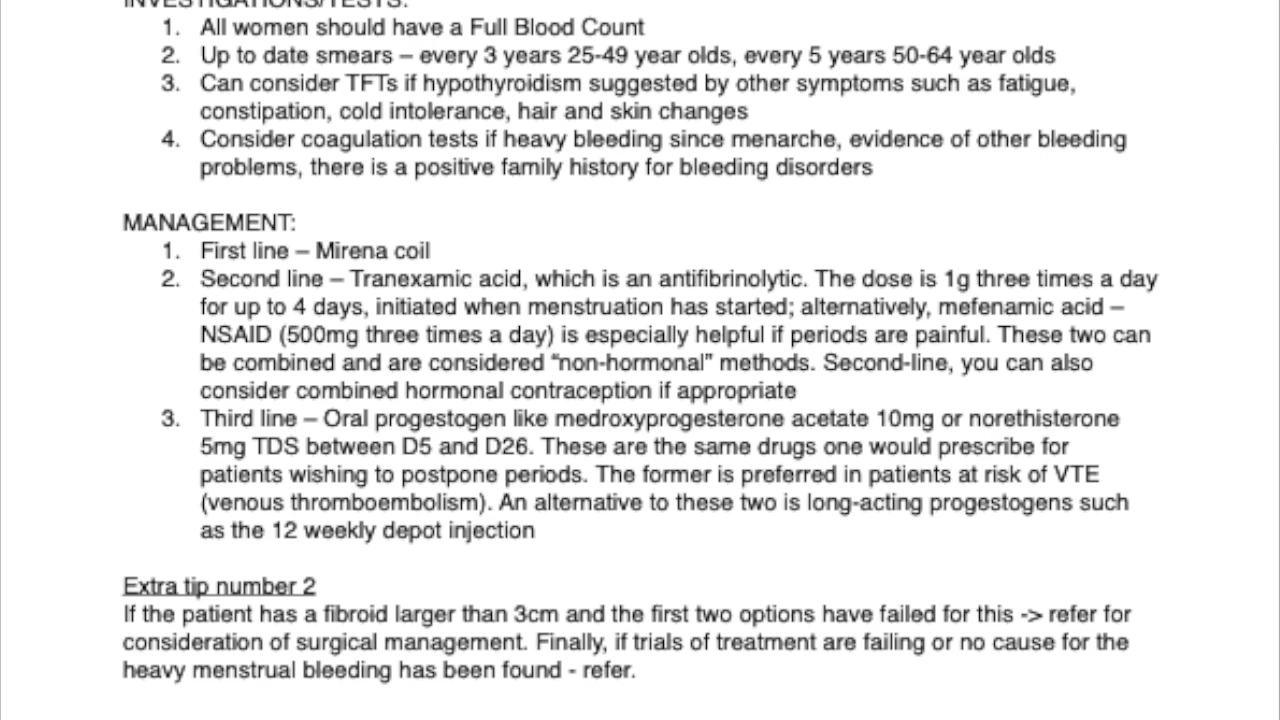 INVESTIGATIONS/TESTS:
1. All women should have a Full Blood Count
2. Up to date smears – every 3 years 25-49 year olds, every 5 years 50-64 year olds
3. Can consider TFTs if hypothyroidism suggested by other symptoms such as fatigue,
constipation, cold intolerance, hair and skin changes
4. Consider coagulation tests if heavy bleeding since menarche, evidence of other bleeding
problems, there is a positive family history for bleeding disorders
MANAGEMENT:
1. First line – Mirena coil
2. Second line – Tranexamic acid, which is an antifibrinolytic. The dose is 1g three times a day
for up to 4 days, initiated when menstruation has started; alternatively, mefenamic acid –
NSAID (500mg three times a day) is especially helpful if periods are painful. These two can
be combined and are considered “non-hormonal” methods. Second-line, you can also
consider combined hormonal contraception if appropriate
3. Third line – Oral progestogen like medroxyprogesterone acetate 10mg or norethisterone
5mg TDS between D5 and D26. These are the same drugs one would prescribe for
patients wishing to postpone periods. The former is preferred in patients at risk of VTE
(venous thromboembolism). An alternative to these two is long-acting progestogens such
as the 12 weekly depot injection
Extra tip number 2
If the patient has a fibroid larger than 3cm and the first two options have failed for this -> refer for
consideration of surgical management. Finally, if trials of treatment are failing or no cause for the
heavy menstrual bleeding has been found - refer.